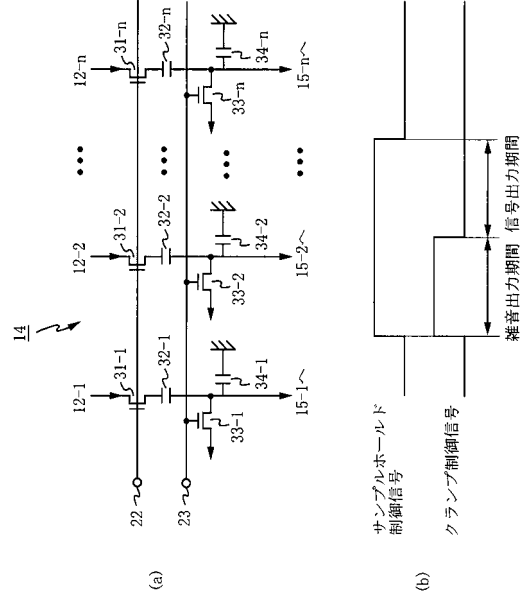 14
12-1
12-2
12-n
31-1
31-2
31-n
32-1
32-2
32-n
22
23
33-1
33-2
33-n
34-1
34-2
34-n
15-1へ
15-2へ
15-nへ
(a)
サンプルホールド
制御信号
クランプ制御信号
雑音出力期間
信号出力期間
(b)